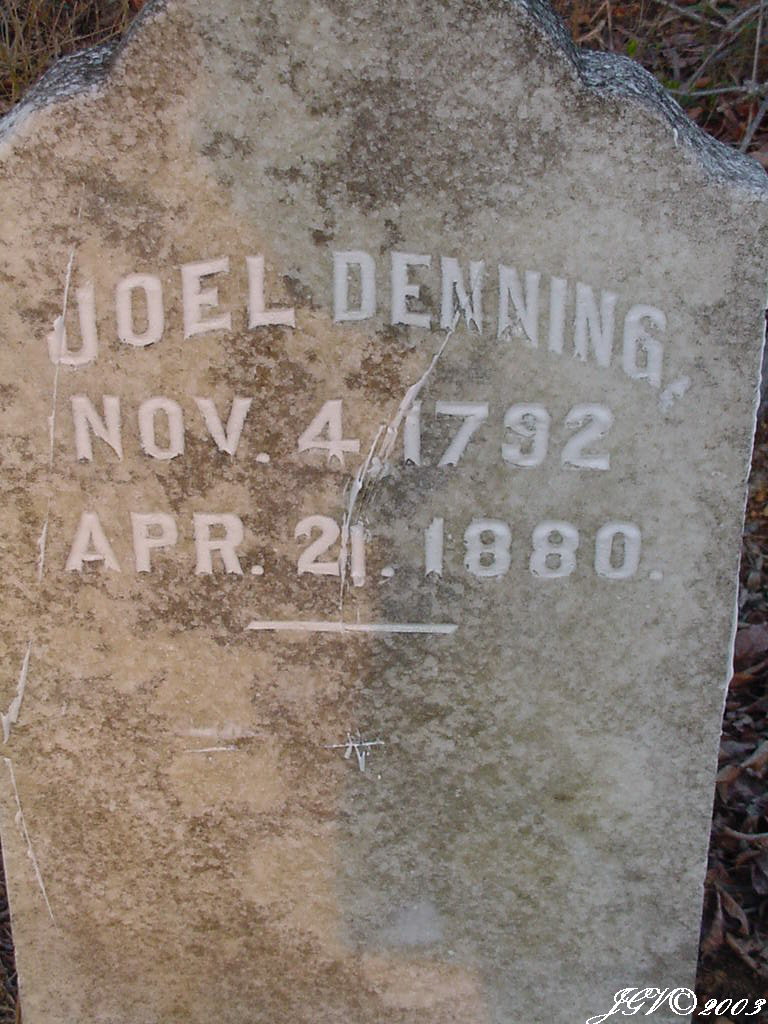 JOEL DENNING,
NOV. 4. 1792
APR. 21. 1880.
JGV©2003